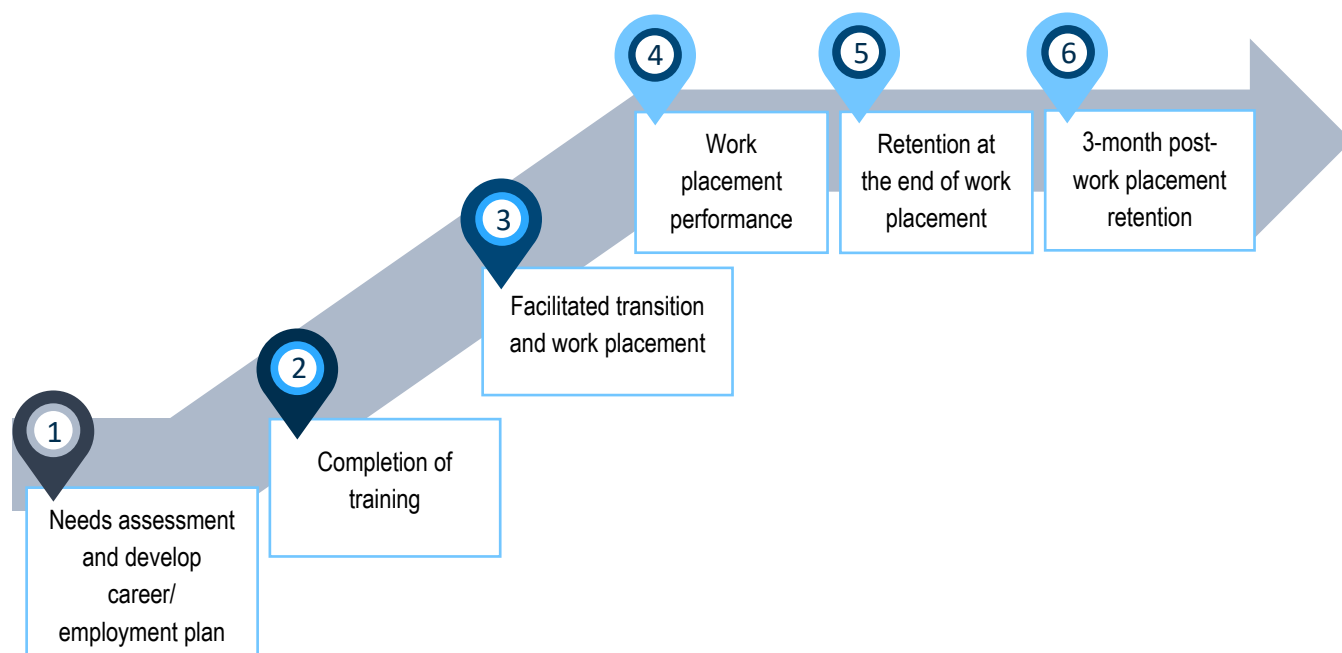 1
Needs assessment
and develop
career/
employment plan
2
Completion of
training
3
Facilitated transition
and work placement
4
Work
placement
performance
5
Retention at
the end of work
placement
6
3-month post-
work placement
retention